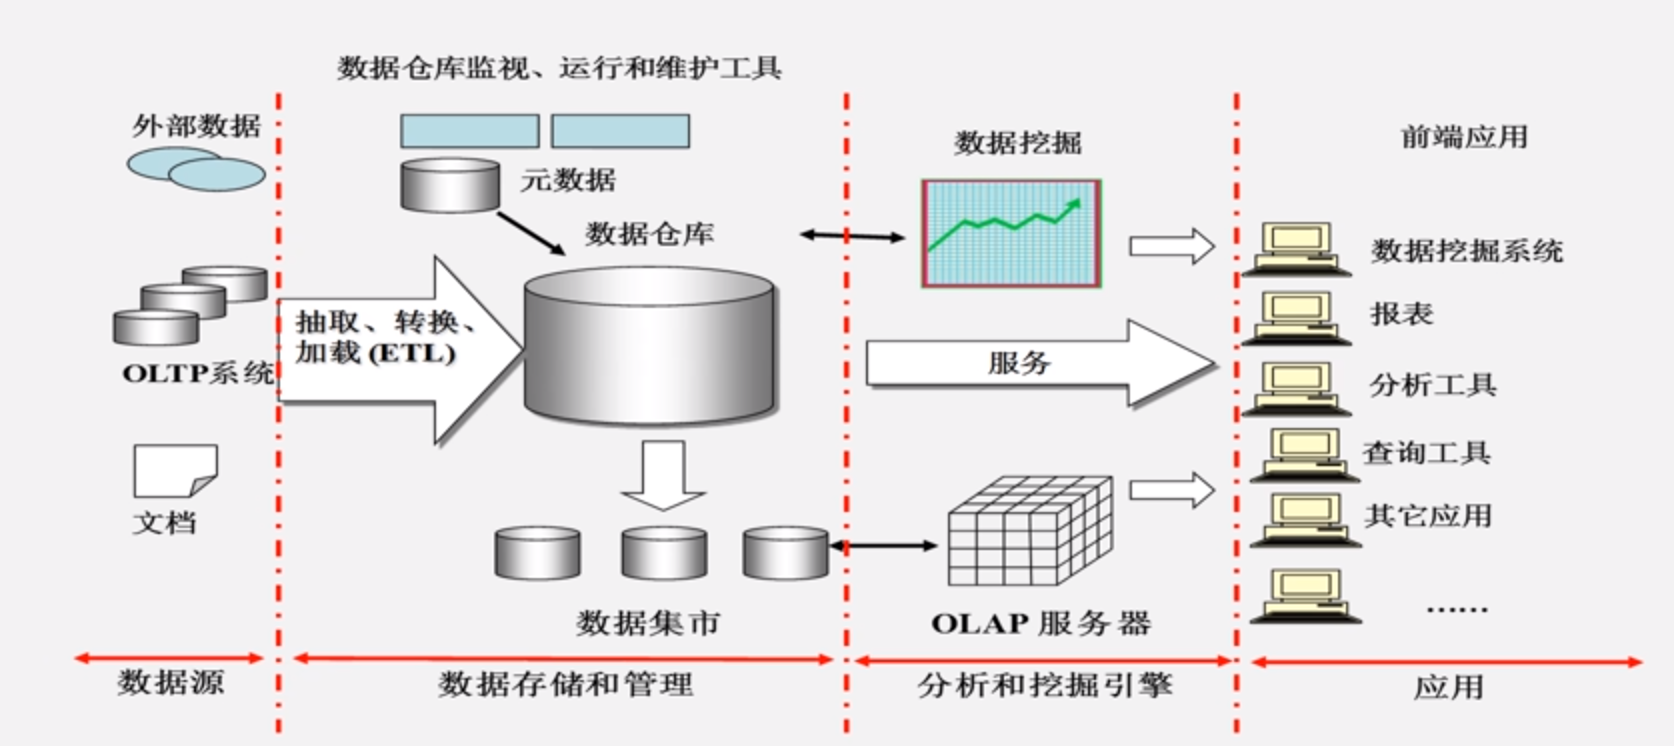 数据仓库监视、运行和维护工具
外部数据
OLTP系统
文档
数据源
元数据
数据仓库
抽取、转换、
加载(ETL)
数据集市
数据存储和管理
数据挖掘
服务
OLAP 服务器
分析和挖掘引擎
前端应用
数据挖掘系统
报表
分析工具
查询工具
其它应用
……
应用